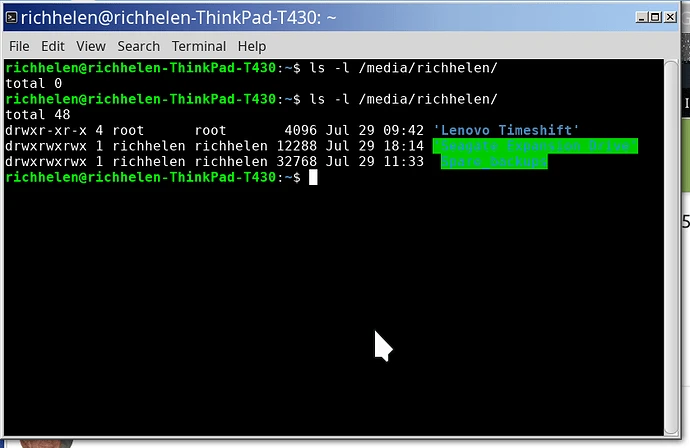 richhelen@richhelen-ThinkPad-T430: ~
File Edit View Search Terminal Help
richhelen@richhelen-ThinkPad-T430:~$ ls -l /media/richhelen/
total 0
richhelen@richhelen-ThinkPad-T430:~$ ls -l /media/richhelen/
total 48
drwxr-xr-x 4 root      root       4096 Jul 29 09:42 'Lenovo Timeshift'
drwxrwxrwx 1 richhelen richhelen 12288 Jul 29 18:14 'Seagate Expansion Drive'
drwxrwxrwx 1 richhelen richhelen 32768 Jul 29 11:33  Spare_backups
richhelen@richhelen-ThinkPad-T430:~$
5